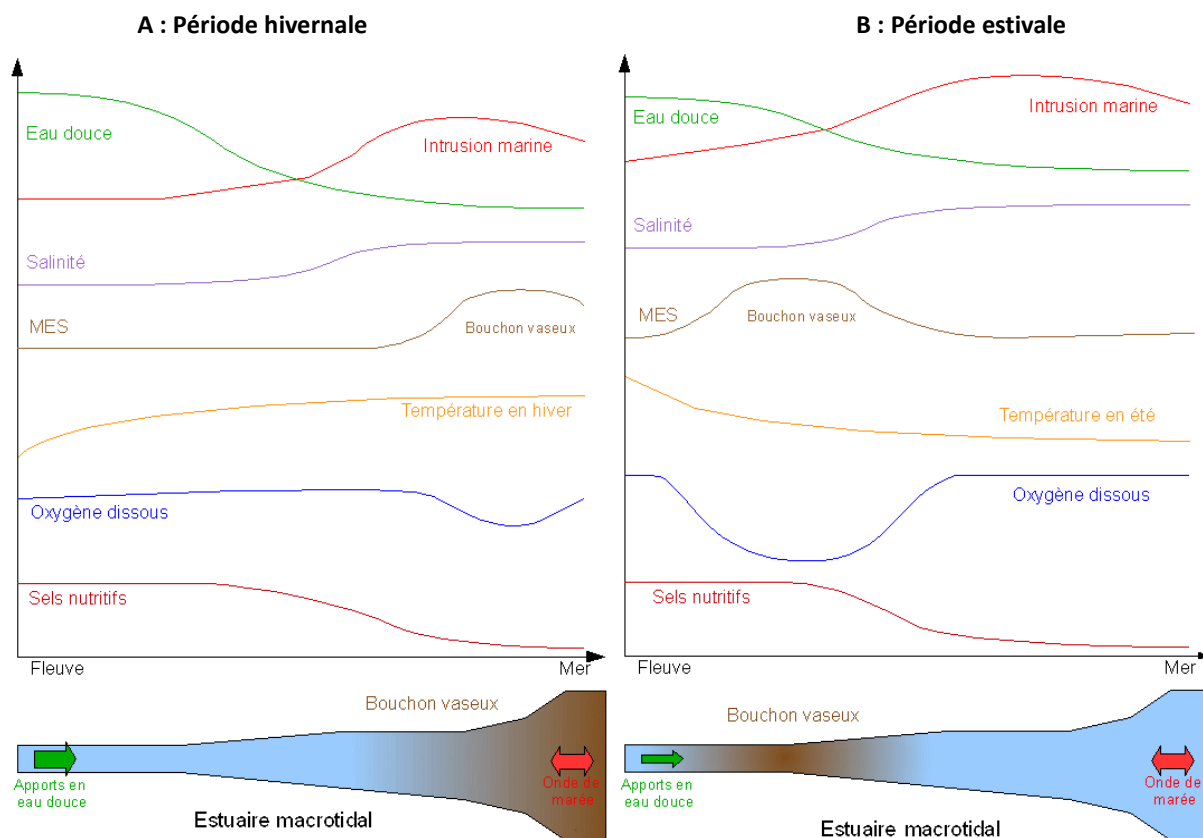 A : Période hivernale
Eau douce
Intrusion marine
Salinité
MES
Bouchon vaseux
Température en hiver
Oxygène dissous
Sels nutritifs
Fleuve
Mer
Bouchon vaseux
Apports en
eau douce
Onde de
marée
Estuaire macrotidal
B : Période estivale
Intrusion marine
Eau douce
Salinité
MES
Bouchon vaseux
Température en été
Oxygène dissous
Sels nutritifs
Fleuve
Mer
Bouchon vaseux
Apports en
eau douce
Onde de
marée
Estuaire macrotidal